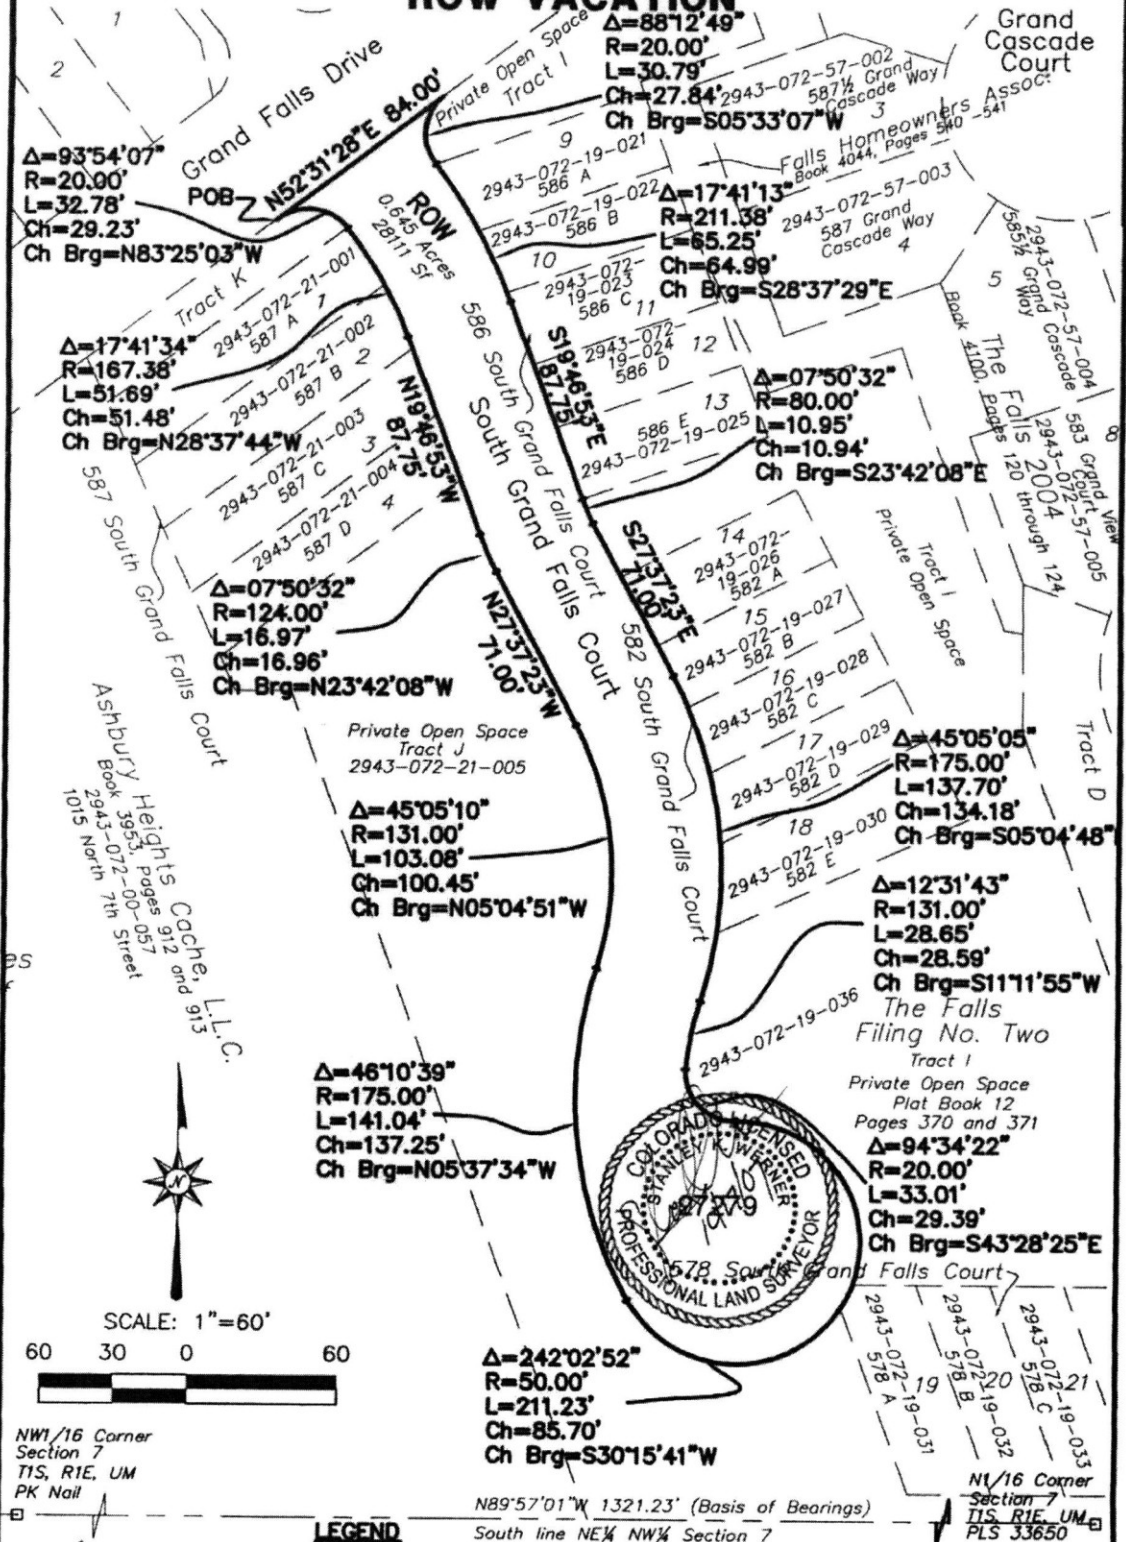 ROW VACATION
1
2
Grand Falls Drive
N52°31'28"E 84.00'
Private Open Space
Tract I
Δ=88°12'49"
R=20.00'
L=30.79'
Ch=27.84'
Ch Brg=S05°33'07"W
2943-072-57-002
587½ Grand
Cascade Way
3
Grand
Cascade
Court
Falls Homeowners Assoc.
Book 4044, Pages 540 -541
Δ=93°54'07"
R=20.00'
L=32.78'
Ch=29.23'
Ch Brg=N83°25'03"W
POB
ROW
0.645 Acres
28111 Sf
9
2943-072-19-021
586 A
2943-072-19-022
586 B
Δ=17°41'13"
R=211.38'
L=65.25'
Ch=64.99'
Ch Brg=S28°37'29"E
2943-072-57-003
587 Grand
Cascade Way
4
10
2943-072-
19-023
586 C
11
2943-072-
19-024
586 D
12
5
2943-072-57-004
585½ Grand Cascade
Way
Tract K
2943-072-21-001
587 A
1
2943-072-21-002
587 B
2
2943-072-21-003
587 C
3
2943-072-21-004
587 D
4
Δ=17°41'34"
R=167.38'
L=51.69'
Ch=51.48'
Ch Brg=N28°37'44"W
N19°46'53"W
87.75'
S19°46'53"E
87.75'
586 South Grand Falls Court
South Grand Falls Court
13
586 E
2943-072-19-025
Δ=07°50'32"
R=80.00'
L=10.95'
Ch=10.94'
Ch Brg=S23°42'08"E
The Falls 2004
Book 4100, Pages 120 through 124
8
583 Grand View
Court
2943-072-57-005
587 South Grand Falls Court
Δ=07°50'32"
R=124.00'
L=16.97'
Ch=16.96'
Ch Brg=N23°42'08"W
N27°37'23"W
71.00'
S27°37'23"E
71.00'
582 South Grand Falls Court
14
2943-072-
19-026
582 A
15
2943-072-19-027
582 B
16
2943-072-19-028
582 C
17
2943-072-19-029
582 D
18
2943-072-19-030
582 E
Tract I
Private Open Space
Tract D
Private Open Space
Tract J
2943-072-21-005
Ashbury Heights Cache, L.L.C.
Book 3953, Pages 912 and 913
2943-072-00-057
1015 North 7th Street
Δ=45°05'10"
R=131.00'
L=103.08'
Ch=100.45'
Ch Brg=N05°04'51"W
Δ=45°05'05"
R=175.00'
L=137.70'
Ch=134.18'
Ch Brg=S05°04'48"
Δ=12°31'43"
R=131.00'
L=28.65'
Ch=28.59'
Ch Brg=S11°11'55"W
es
2943-072-19-036
The Falls
Filing No. Two
Tract I
Private Open Space
Plat Book 12
Pages 370 and 371
Δ=46°10'39"
R=175.00'
L=141.04'
Ch=137.25'
Ch Brg=N05°37'34"W
COLORADO LICENSED
STANLEY K. WERNER
27279
PROFESSIONAL LAND SURVEYOR
Δ=94°34'22"
R=20.00'
L=33.01'
Ch=29.39'
Ch Brg=S43°28'25"E
578 South Grand Falls Court
N
SCALE: 1"=60'
60 30 0 60
Δ=242°02'52"
R=50.00'
L=211.23'
Ch=85.70'
Ch Brg=S30°15'41"W
2943-072-19-031
578 A
19
2943-072-19-032
578 B
20
2943-072-19-033
578 C
21
NW1/16 Corner
Section 7
T1S, R1E, UM
PK Nail
N89°57'01"W 1321.23' (Basis of Bearings)
South line NE¼ NW¼ Section 7
N1/16 Corner
Section 7
T1S, R1E, UM
PLS 33650
LEGEND